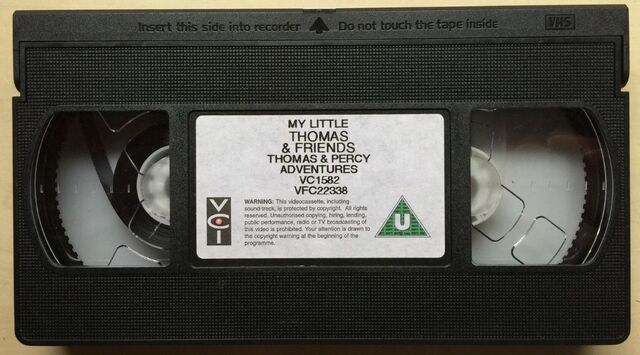 Insert this side into recorder Do not touch the tape inside VHS
MY LITTLE
THOMAS
& FRIENDS
THOMAS & PERCY
ADVENTURES
VC1582
VFC22338
VCI
WARNING: This videocassette, including
sound-track, is protected by copyright. All rights
reserved. Unauthorised copying, hiring, lending,
public performance, radio or TV broadcasting of
this video is prohibited. Your attention is drawn to
the copyright warning at the beginning of the
programme.
U